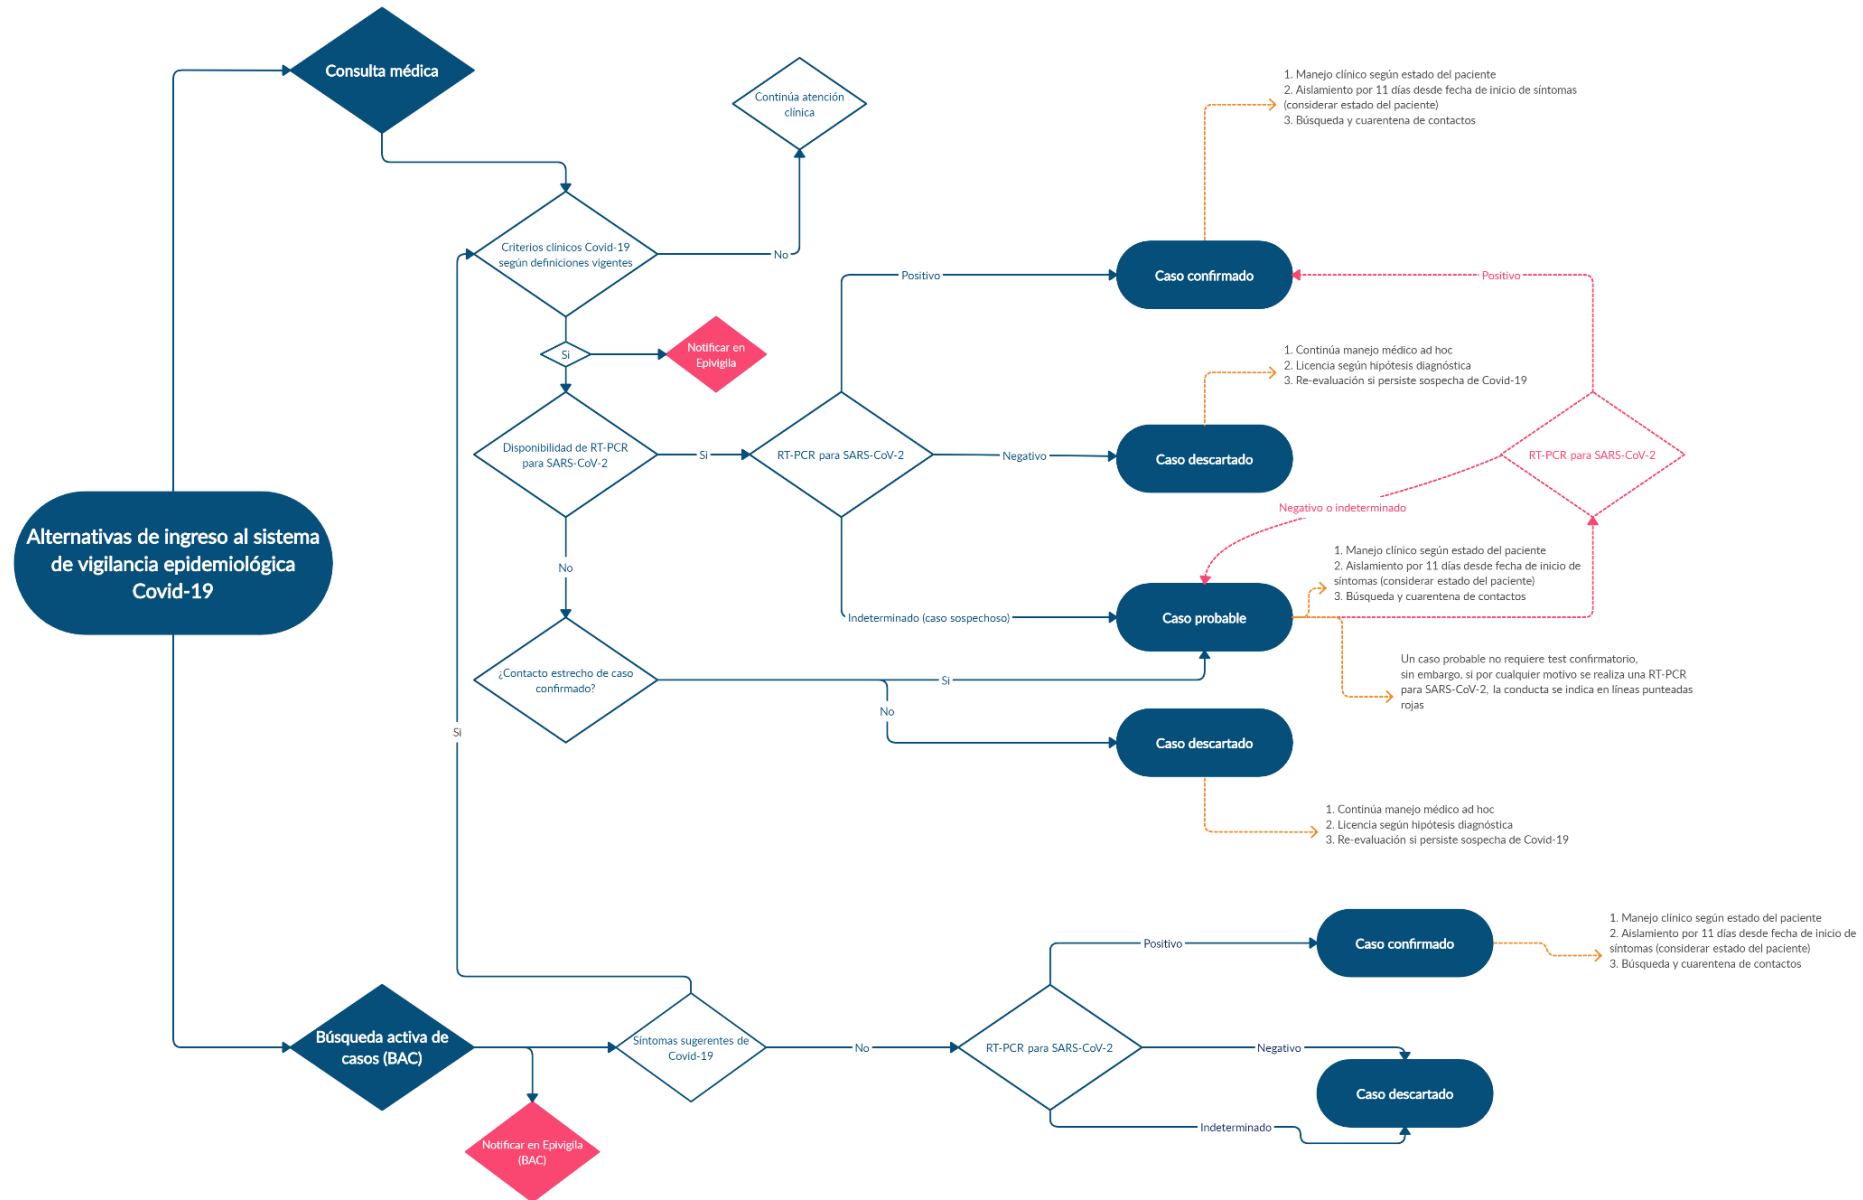 Consulta médica
Continúa atención
clínica
1. Manejo clínico según estado del paciente
2. Aislamiento por 11 días desde fecha de inicio de síntomas
(considerar estado del paciente)
3. Búsqueda y cuarentena de contactos
Criterios clínicos Covid-19
según definiciones vigentes
No
Positivo
Caso confirmado
Positivo
Si
Notificar en
Epivigila
1. Continúa manejo médico ad hoc
2. Licencia según hipótesis diagnóstica
3. Re-evaluación si persiste sospecha de Covid-19
Disponibilidad de RT-PCR
para SARS-CoV-2
Si
RT-PCR para SARS-CoV-2
Negativo
Caso descartado
RT-PCR para SARS-CoV-2
Negativo o indeterminado
Alternativas de ingreso al sistema
de vigilancia epidemiológica
Covid-19
No
1. Manejo clínico según estado del paciente
2. Aislamiento por 11 días desde fecha de inicio de
síntomas (considerar estado del paciente)
3. Búsqueda y cuarentena de contactos
Indeterminado (caso sospechoso)
Caso probable
¿Contacto estrecho de caso
confirmado?
Si
No
Un caso probable no requiere test confirmatorio,
sin embargo, si por cualquier motivo se realiza una RT-PCR
para SARS-CoV-2, la conducta se indica en líneas punteadas
rojas
Si
Caso descartado
1. Continúa manejo médico ad hoc
2. Licencia según hipótesis diagnóstica
3. Re-evaluación si persiste sospecha de Covid-19
Positivo
Caso confirmado
1. Manejo clínico según estado del paciente
2. Aislamiento por 11 días desde fecha de inicio de
síntomas (considerar estado del paciente)
3. Búsqueda y cuarentena de contactos
Búsqueda activa de
casos (BAC)
Síntomas sugerentes de
Covid-19
No
RT-PCR para SARS-CoV-2
Negativo
Caso descartado
Indeterminado
Notificar en Epivigila
(BAC)